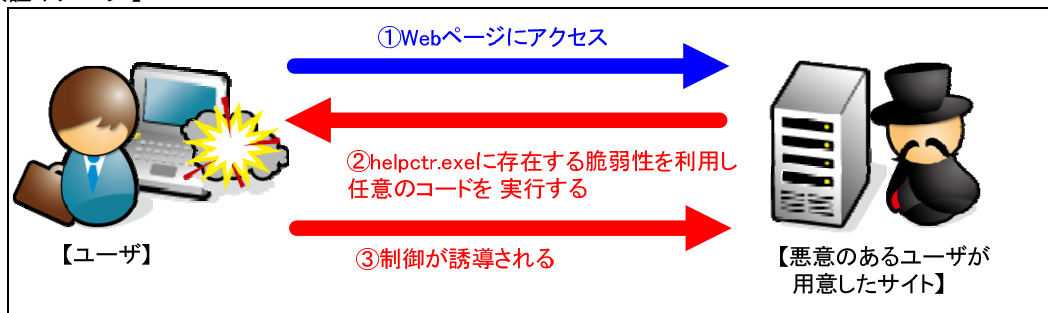 ①Webページにアクセス
②helpctr.exeに存在する脆弱性を利用し
任意のコードを 実行する
【ユーザ】
③制御が誘導される
【悪意のあるユーザが
用意したサイト】